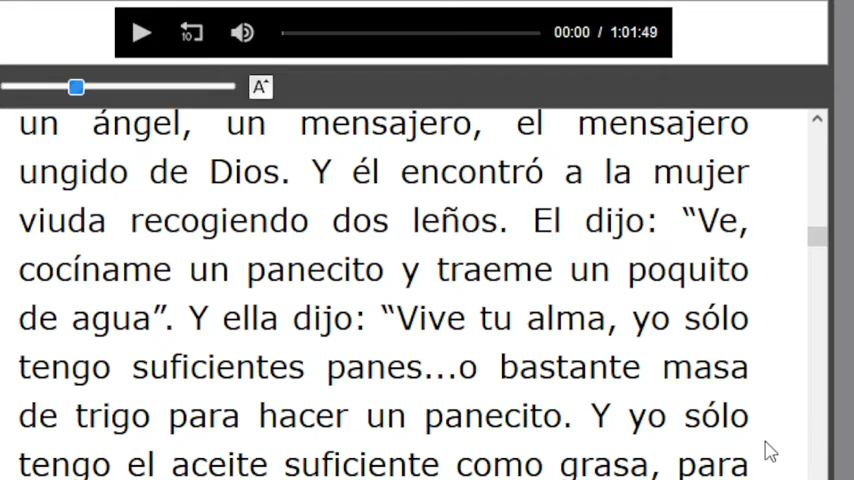 10
00:00 / 1:01:49
A
un ángel, un mensajero, el mensajero
ungido de Dios. Y él encontró a la mujer
viuda recogiendo dos leños. El dijo: “Ve,
cocíname un panecito y traeme un poquito
de agua”. Y ella dijo: “Vive tu alma, yo sólo
tengo suficientes panes...o bastante masa
de trigo para hacer un panecito. Y yo sólo
tengo el aceite suficiente como grasa, para